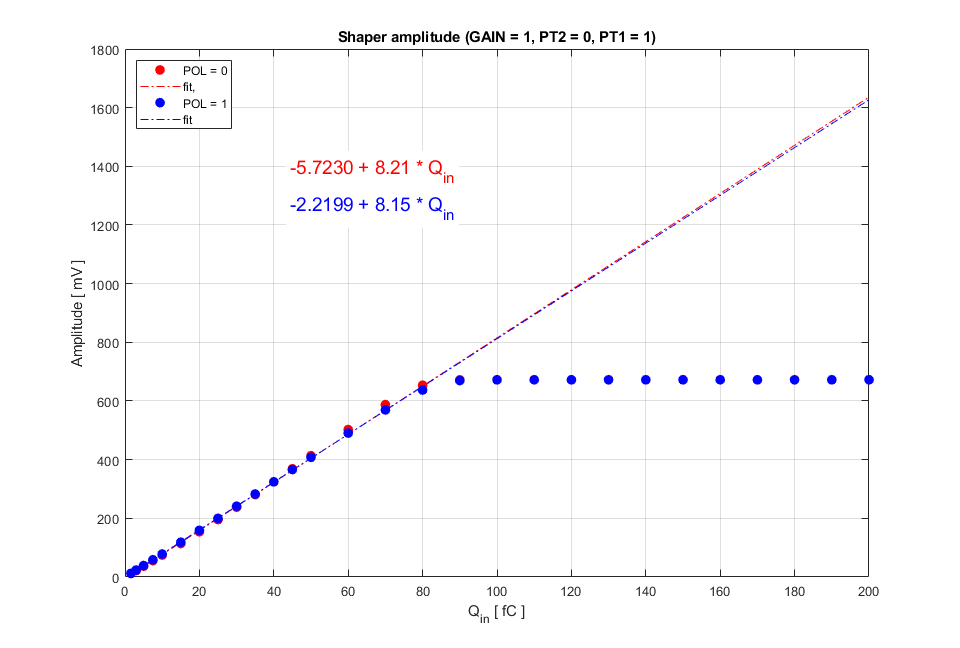 Shaper amplitude (GAIN = 1, PT2 = 0, PT1 = 1)
1800
1600
1400
1200
1000
800
600
400
200
0
Amplitude [ mV ]
POL = 0
fit,
POL = 1
fit
-5.7230 + 8.21 * Qin
-2.2199 + 8.15 * Qin
0 20 40 60 80 100 120 140 160 180 200
Qin [ fC ]